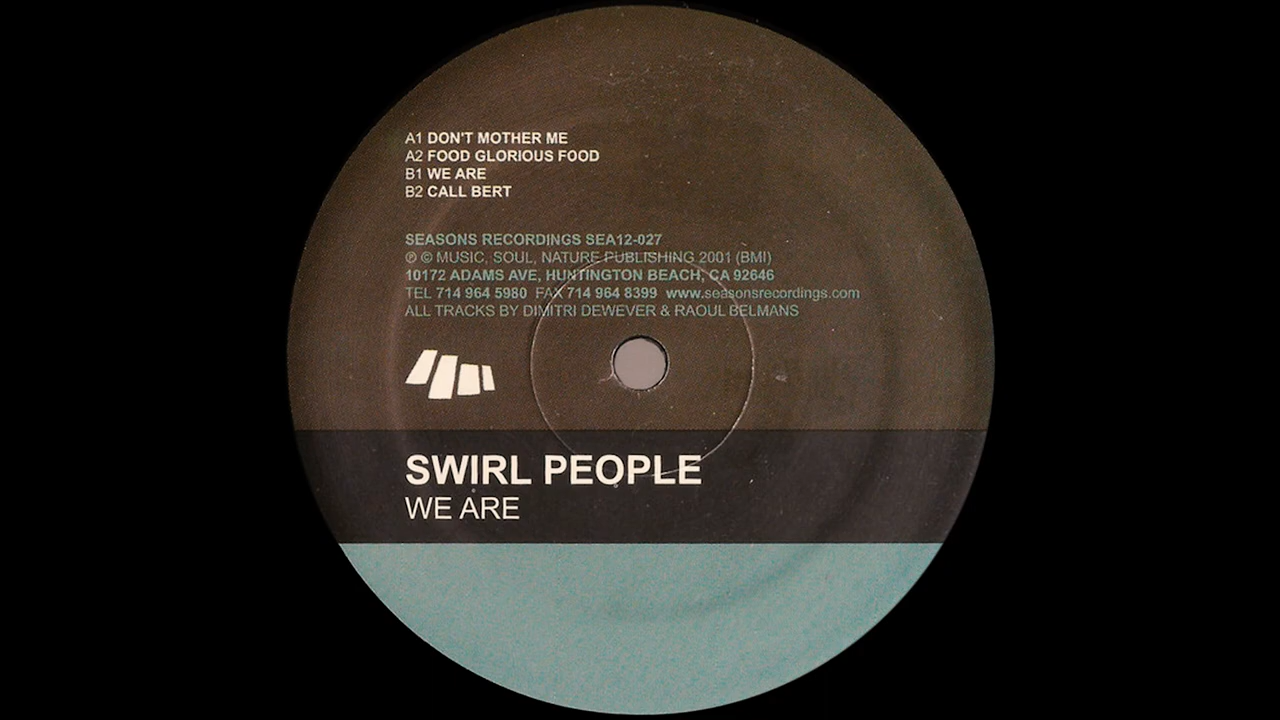 A1 DON'T MOTHER ME
A2 FOOD GLORIOUS FOOD
B1 WE ARE
B2 CALL BERT
SEASONS RECORDINGS SEA12-027
℗ © MUSIC, SOUL, NATURE PUBLISHING 2001 (BMI)
10172 ADAMS AVE, HUNTINGTON BEACH, CA 92646
TEL 714 964 5980 FAX 714 964 8399 www.seasonsrecordings.com
ALL TRACKS BY DIMITRI DEWEVER & RAOUL BELMANS
SWIRL PEOPLE
WE ARE